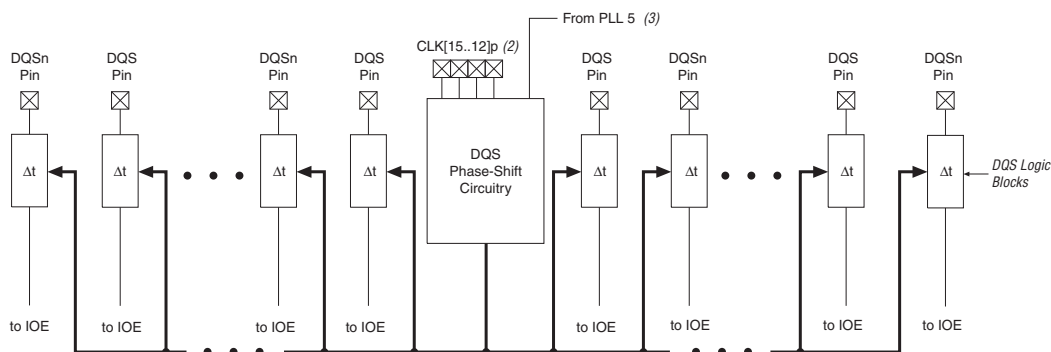 From PLL 5 (3)
CLK[15..12]p (2)
DQSn
Pin
DQS
Pin
DQSn
Pin
DQS
Pin
DQS
Pin
DQSn
Pin
DQS
Pin
DQSn
Pin
Δt
Δt
Δt
Δt
DQS
Phase-Shift
Circuitry
Δt
Δt
Δt
Δt
DQS Logic
Blocks
to IOE
to IOE
to IOE
to IOE
to IOE
to IOE
to IOE
to IOE